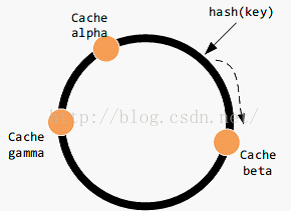 Cache
alpha
hash(key)
http://blog.csdn.net/
Cache
gamma
Cache
beta